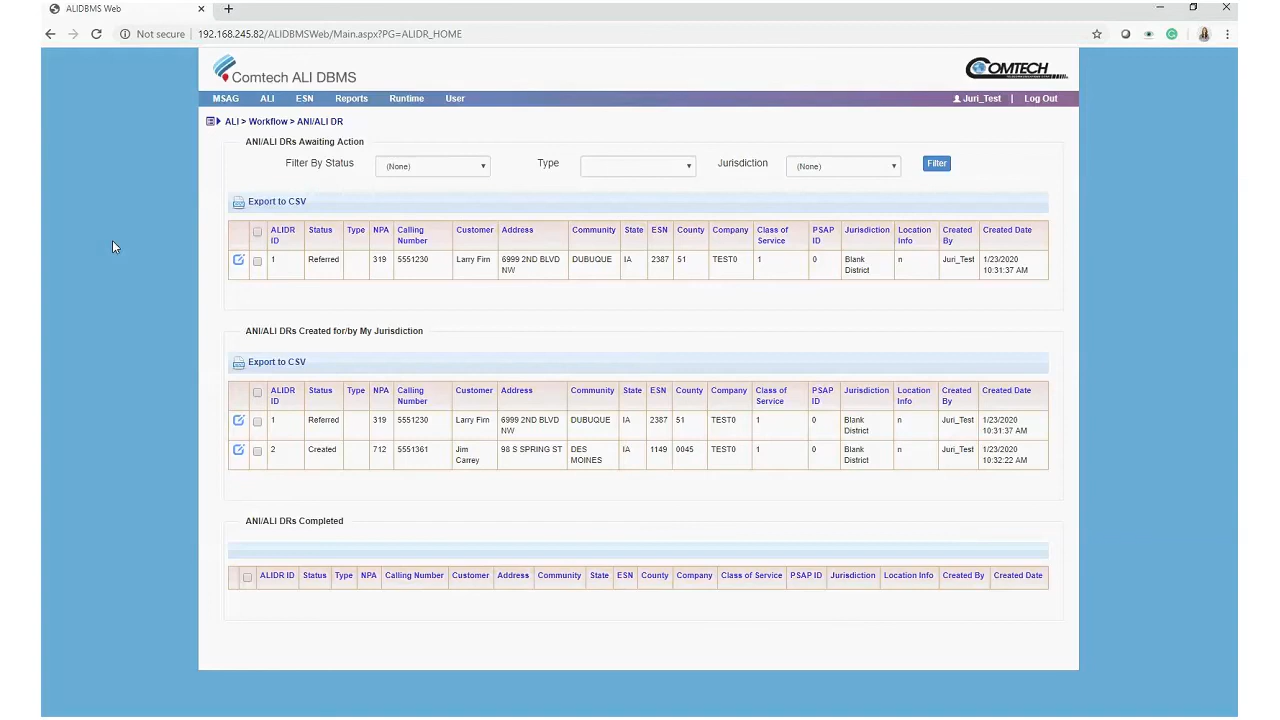 ALIDBMS Web
Not secure | 192.168.245.82/ALIDBMSWeb/Main.aspx?PG=ALIDR_HOME
Comtech ALI DBMS
COMTECH
MSAG ALI ESN Reports Runtime User Juri_Test | Log Out
ALI > Workflow > ANI/ALI DR
ANI/ALI DRs Awaiting Action
Filter By Status (None) Type Jurisdiction (None) Filter
Export to CSV
ALIDR ID Status Type NPA Calling Number Customer Address Community State ESN County Company Class of Service PSAP ID Jurisdiction Location Info Created By Created Date
1 Referred 319 5551230 Larry Firn 6999 2ND BLVD NW DUBUQUE IA 2387 51 TEST0 1 0 Blank District n Juri_Test 1/23/2020 10:31:37 AM
ANI/ALI DRs Created for/by My Jurisdiction
Export to CSV
ALIDR ID Status Type NPA Calling Number Customer Address Community State ESN County Company Class of Service PSAP ID Jurisdiction Location Info Created By Created Date
1 Referred 319 5551230 Larry Firn 6999 2ND BLVD NW DUBUQUE IA 2387 51 TEST0 1 0 Blank District n Juri_Test 1/23/2020 10:31:37 AM
2 Created 712 5551361 Jim Carrey 98 S SPRING ST DES MOINES IA 1149 0045 TEST0 1 0 Blank District n Juri_Test 1/23/2020 10:32:22 AM
ANI/ALI DRs Completed
ALIDR ID Status Type NPA Calling Number Customer Address Community State ESN County Company Class of Service PSAP ID Jurisdiction Location Info Created By Created Date